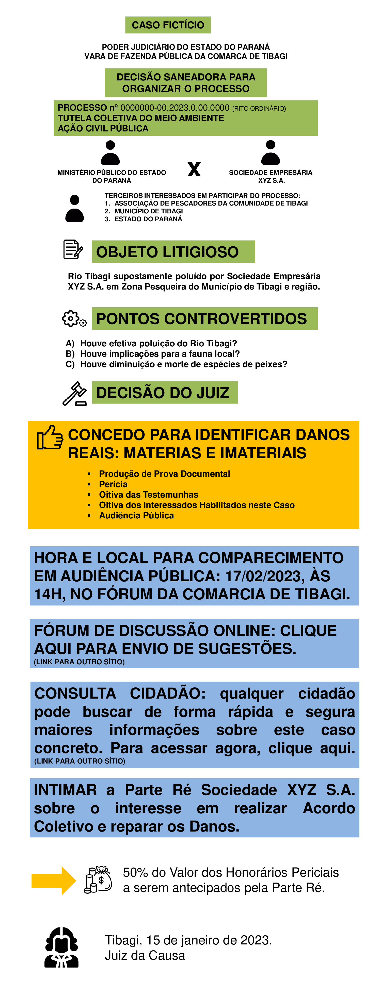 CASO FICTÍCIO
PODER JUDICIÁRIO DO ESTADO DO PARANÁ
VARA DE FAZENDA PÚBLICA DA COMARCA DE TIBAGI
DECISÃO SANEADORA PARA
ORGANIZAR O PROCESSO
PROCESSO nº 0000000-00.2023.0.00.0000 (RITO ORDINÁRIO)
TUTELA COLETIVA DO MEIO AMBIENTE
AÇÃO CIVIL PÚBLICA
MINISTÉRIO PÚBLICO DO ESTADO
DO PARANÁ
X
SOCIEDADE EMPRESÁRIA
XYZ S.A.
TERCEIROS INTERESSADOS EM PARTICIPAR DO PROCESSO:
1. ASSOCIAÇÃO DE PESCADORES DA COMUNIDADE DE TIBAGI
2. MUNICÍPIO DE TIBAGI
3. ESTADO DO PARANÁ
OBJETO LITIGIOSO
Rio Tibagi supostamente poluído por Sociedade Empresária
XYZ S.A. em Zona Pesqueira do Município de Tibagi e região.
PONTOS CONTROVERTIDOS
A) Houve efetiva poluição do Rio Tibagi?
B) Houve implicações para a fauna local?
C) Houve diminuição e morte de espécies de peixes?
DECISÃO DO JUIZ
CONCEDO PARA IDENTIFICAR DANOS
REAIS: MATERIAS E IMATERIAIS
▪ Produção de Prova Documental
▪ Perícia
▪ Oitiva das Testemunhas
▪ Oitiva dos Interessados Habilitados neste Caso
▪ Audiência Pública
HORA E LOCAL PARA COMPARECIMENTO
EM AUDIÊNCIA PÚBLICA: 17/02/2023, ÀS
14H, NO FÓRUM DA COMARCIA DE TIBAGI.
FÓRUM DE DISCUSSÃO ONLINE: CLIQUE
AQUI PARA ENVIO DE SUGESTÕES.
(LINK PARA OUTRO SÍTIO)
CONSULTA CIDADÃO: qualquer cidadão
pode buscar de forma rápida e segura
maiores informações sobre este caso
concreto. Para acessar agora, clique aqui.
(LINK PARA OUTRO SÍTIO)
INTIMAR a Parte Ré Sociedade XYZ S.A.
sobre o interesse em realizar Acordo
Coletivo e reparar os Danos.
$
50% do Valor dos Honorários Periciais
a serem antecipados pela Parte Ré.
Tibagi, 15 de janeiro de 2023.
Juiz da Causa